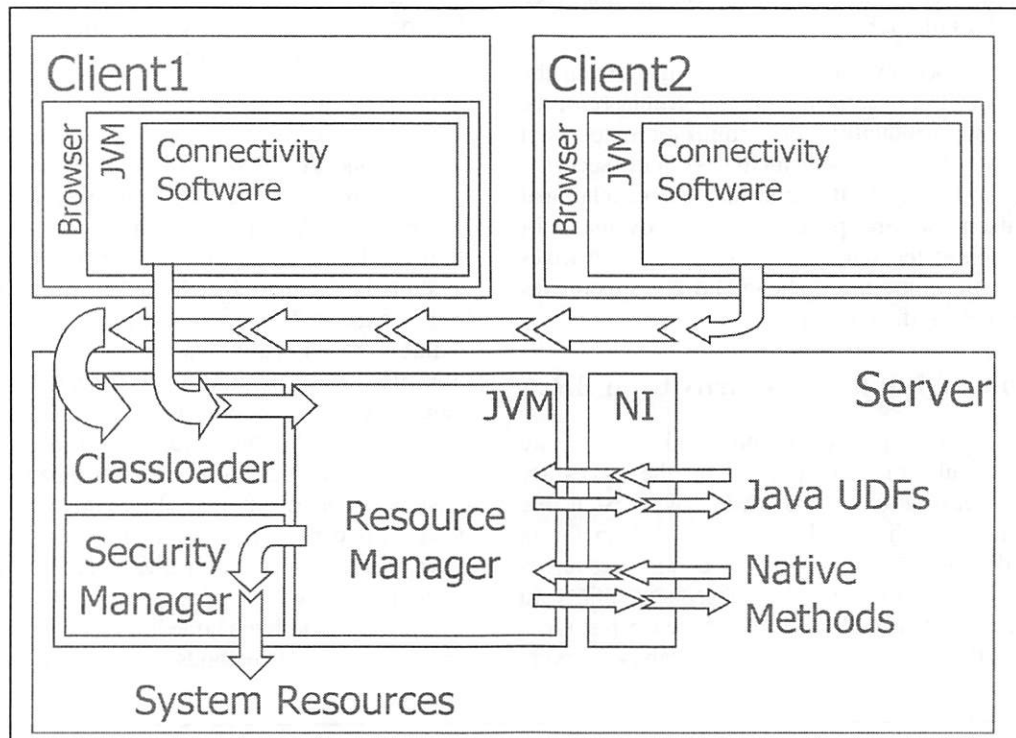 Client1
Browser
JVM
Connectivity
Software
Client2
Browser
JVM
Connectivity
Software
Server
JVM
NI
Classloader
Resource
Manager
Security
Manager
Java UDFs
Native
Methods
System Resources